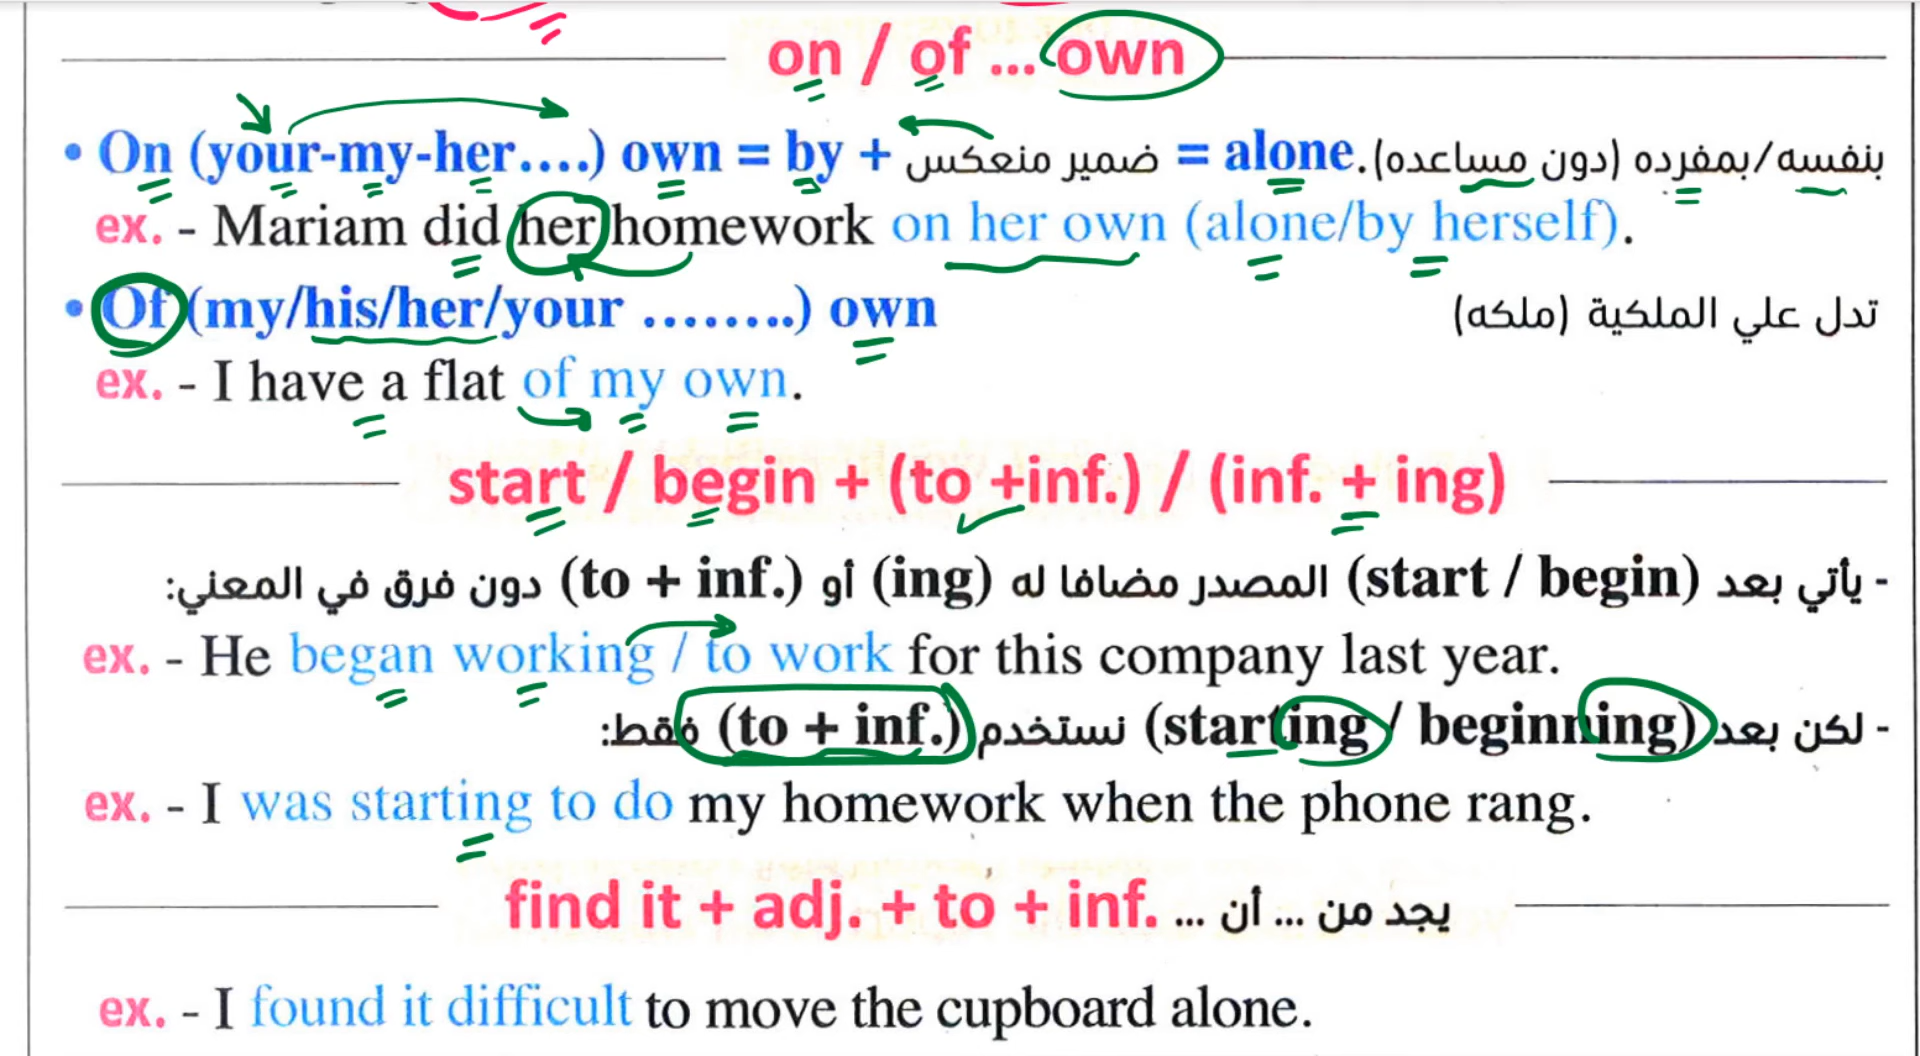 on / of ... own
• On (your-my-her....) own = by + ضمير منعكس = alone.(بنفسه/بمفرده (دون مساعده
ex. - Mariam did her homework on her own (alone/by herself).
• Of (my/his/her/your ........) own تدل علي الملكية (ملكه)
ex. - I have a flat of my own.
start / begin + (to +inf.) / (inf. + ing)
- يأتي بعد (start / begin) المصدر مضافا له (ing) أو (to + inf.) دون فرق في المعني:
ex. - He began working / to work for this company last year.
- لكن بعد (starting / beginning) نستخدم (to + inf.) فقط:
ex. - I was starting to do my homework when the phone rang.
find it + adj. + to + inf. ... يجد من ... أن
ex. - I found it difficult to move the cupboard alone.